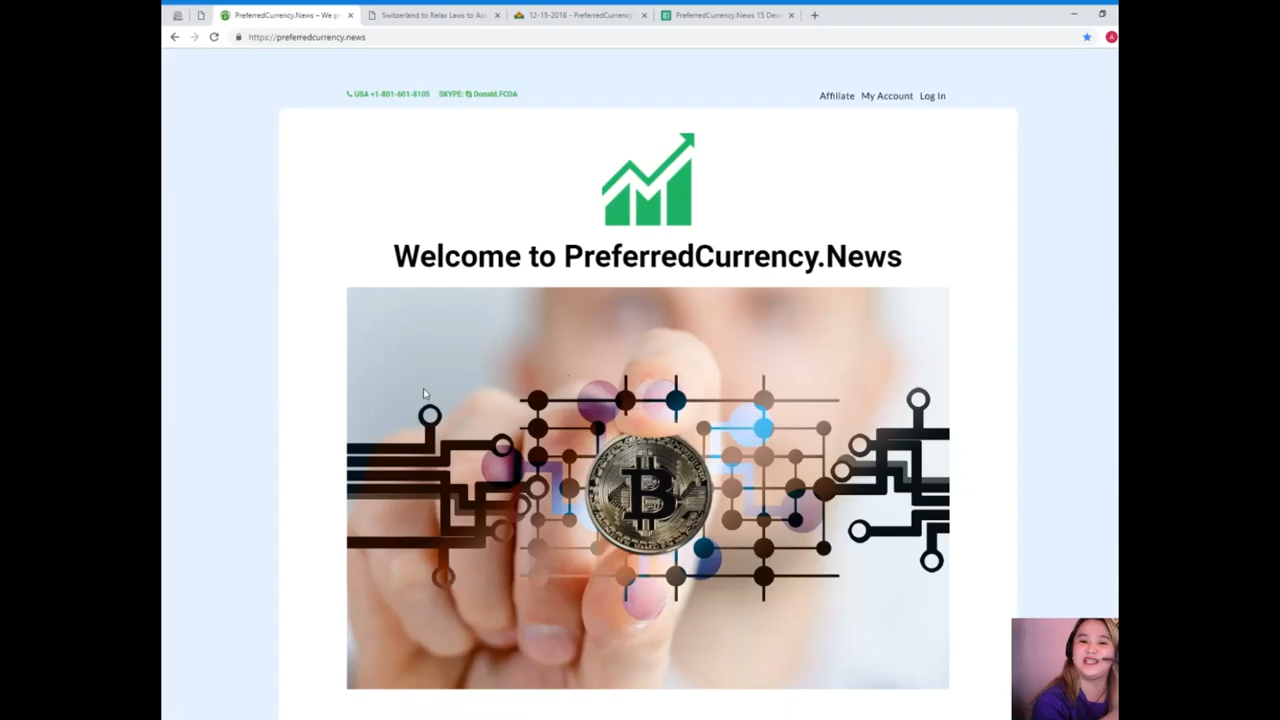 PreferredCurrency.News – We p
Switzerland to Relax Laws to Acc
12-15-2018 - PreferredCurrency
PreferredCurrency.News 15 Dec
https://preferredcurrency.news
USA +1-801-601-8105 SKYPE: Donald.FCDA
Affiliate My Account Log In
Welcome to PreferredCurrency.News